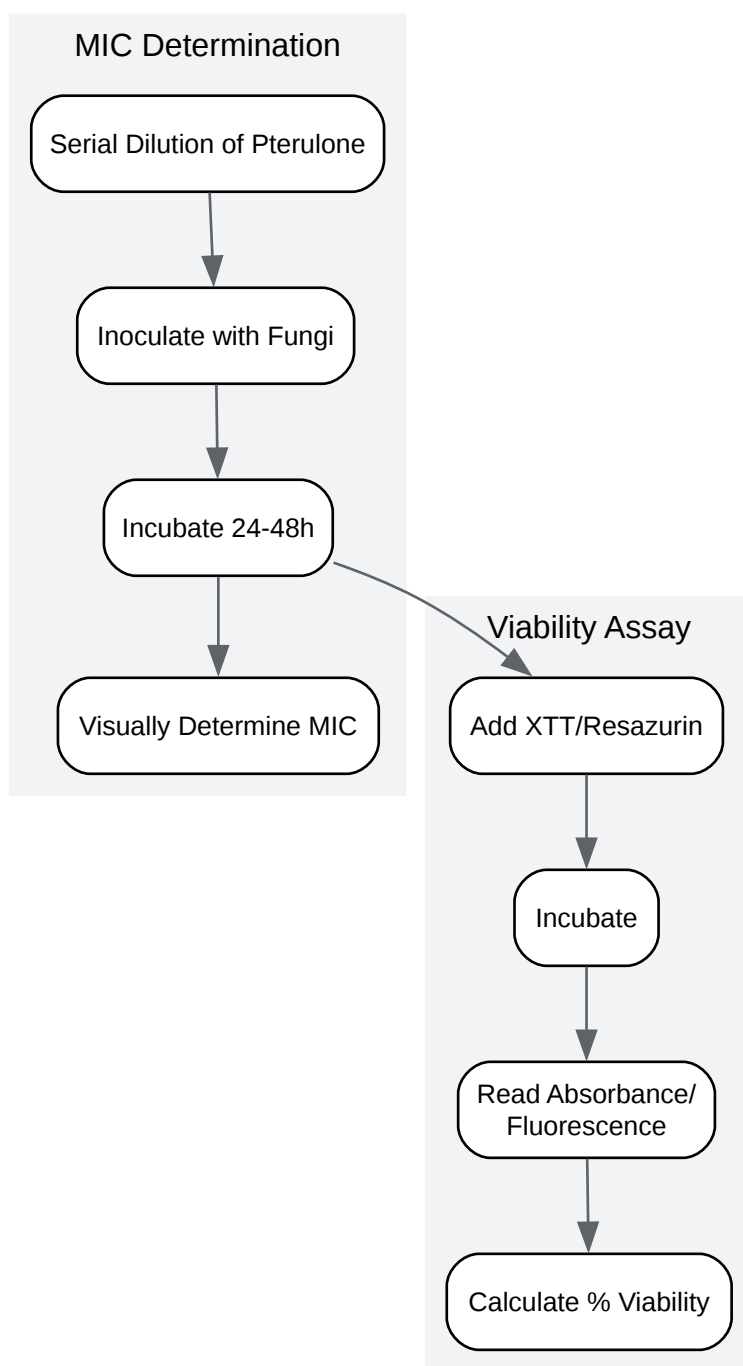 MIC Determination
Serial Dilution of Pterulone
Inoculate with Fungi
Incubate 24-48h
Visually Determine MIC
Viability Assay
Add XTT/Resazurin
Incubate
Read Absorbance/
Fluorescence
Calculate % Viability